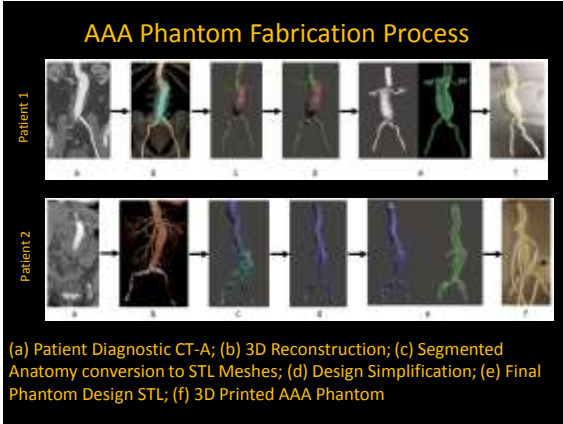 AAA Phantom Fabrication Process
Patient 1
a b c d e f
Patient 2
a b c d e f
(a) Patient Diagnostic CT-A; (b) 3D Reconstruction; (c) Segmented
Anatomy conversion to STL Meshes; (d) Design Simplification; (e) Final
Phantom Design STL; (f) 3D Printed AAA Phantom